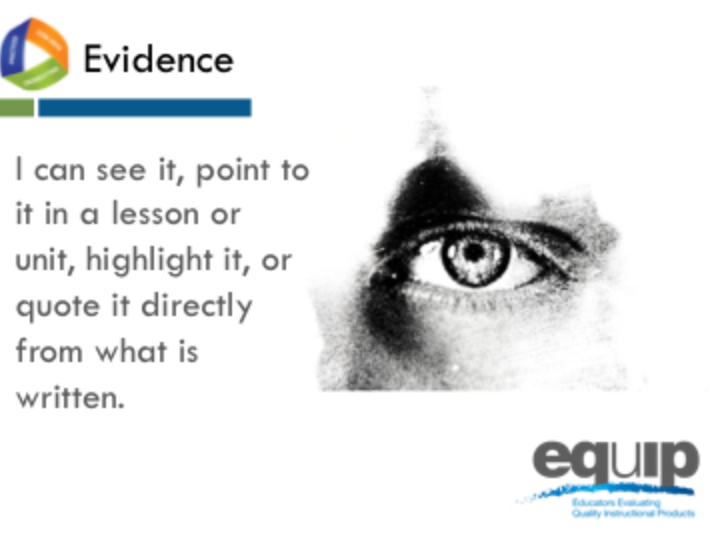 Evidence
I can see it, point to
it in a lesson or
unit, highlight it, or
quote it directly
from what is
written.
equip
Educators Evaluating
Quality Instructional Products